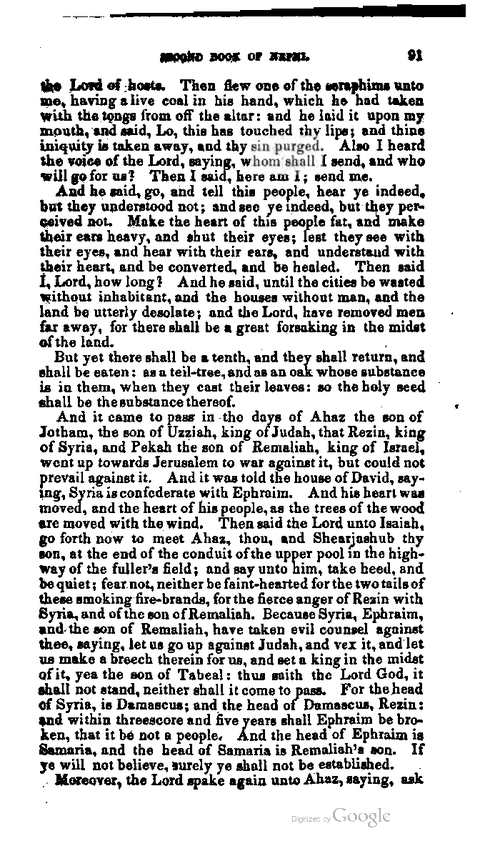 SECOND BOOK OF NEPHI. 91
the Lord of hosts. Then flew one of the seraphims unto
me, having a live coal in his hand, which he had taken
with the tongs from off the altar: and he laid it upon my
mouth, and said, Lo, this has touched thy lips; and thine
iniquity is taken away, and thy sin purged. Also I heard
the voice of the Lord, saying, whom shall I send, and who
will go for us? Then I said, here am I; send me.
And he said, go, and tell this people, hear ye indeed,
but they understood not; and see ye indeed, but they per-
ceived not. Make the heart of this people fat, and make
their ears heavy, and shut their eyes; lest they see with
their eyes, and hear with their ears, and understand with
their heart, and be converted, and be healed. Then said
I, Lord, how long? And he said, until the cities be wasted
without inhabitant, and the houses without man, and the
land be utterly desolate; and the Lord, have removed men
far away, for there shall be a great forsaking in the midst
of the land.
But yet there shall be a tenth, and they shall return, and
shall be eaten: as a teil-tree, and as an oak whose substance
is in them, when they cast their leaves: so the holy seed
shall be the substance thereof.
And it came to pass in the days of Ahaz the son of
Jotham, the son of Uzziah, king of Judah, that Rezin, king
of Syria, and Pekah the son of Remaliah, king of Israel,
went up towards Jerusalem to war against it, but could not
prevail against it. And it was told the house of David, say-
ing, Syria is confederate with Ephraim. And his heart was
moved, and the heart of his people, as the trees of the wood
are moved with the wind. Then said the Lord unto Isaiah,
go forth now to meet Ahaz, thou, and Shearjashub thy
son, at the end of the conduit of the upper pool in the high-
way of the fuller's field; and say unto him, take heed, and
be quiet; fear not, neither be faint-hearted for the two tails of
these smoking fire-brands, for the fierce anger of Rezin with
Syria, and of the son of Remaliah. Because Syria, Ephraim,
and the son of Remaliah, have taken evil counsel against
thee, saying, let us go up against Judah, and vex it, and let
us make a breech therein for us, and set a king in the midst
of it, yea the son of Tabeal: thus saith the Lord God, it
shall not stand, neither shall it come to pass. For the head
of Syria, is Damascus; and the head of Damascus, Rezin:
and within threescore and five years shall Ephraim be bro-
ken, that it be not a people. And the head of Ephraim is
Samaria, and the head of Samaria is Remaliah's son. If
ye will not believe, surely ye shall not be established.
Moreover, the Lord spake again unto Ahaz, saying, ask
Digitized by Google